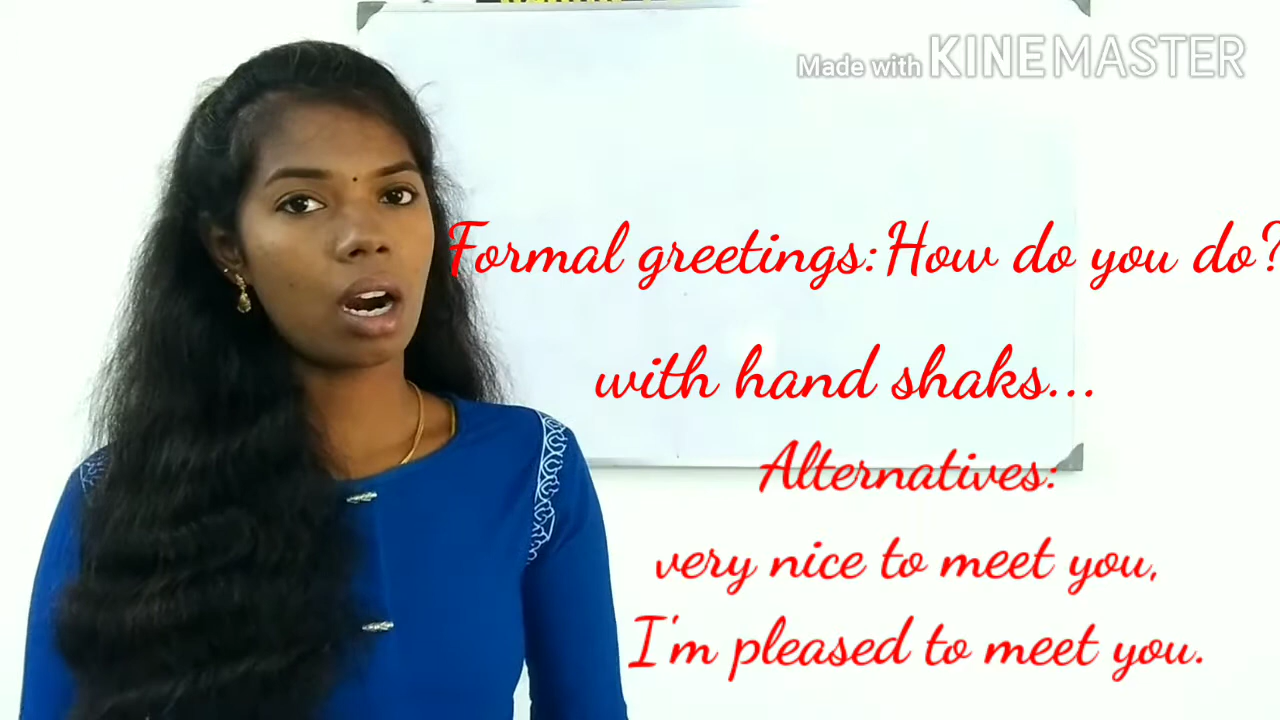 Made with KINEMASTER
Formal greetings: How do you do?
with hand shaks...
Alternatives:
very nice to meet you,
I'm pleased to meet you.